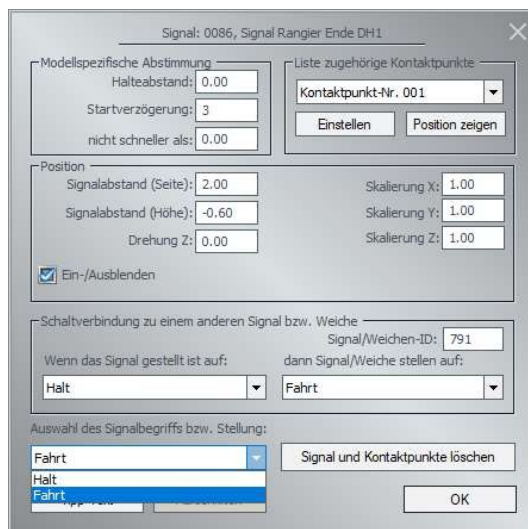 Signal: 0086, Signal Rangier Ende DH1
Modellspezifische Abstimmung
Halteabstand: 0.00
Startverzögerung: 3
nicht schneller als: 0.00
Liste zugehörige Kontaktpunkte
Kontaktpunkt-Nr. 001
Einstellen
Position zeigen
Position
Signalabstand (Seite): 2.00
Signalabstand (Höhe): -0.60
Drehung Z: 0.00
Skalierung X: 1.00
Skalierung Y: 1.00
Skalierung Z: 1.00
Ein-/Ausblenden
Schaltverbindung zu einem anderen Signal bzw. Weiche
Signal/Weichen-ID: 791
Wenn das Signal gestellt ist auf:
dann Signal/Weiche stellen auf:
Halt
Fahrt
Auswahl des Signalbegriffs bzw. Stellung:
Fahrt
Halt
Fahrt
Signal und Kontaktpunkte löschen
OK